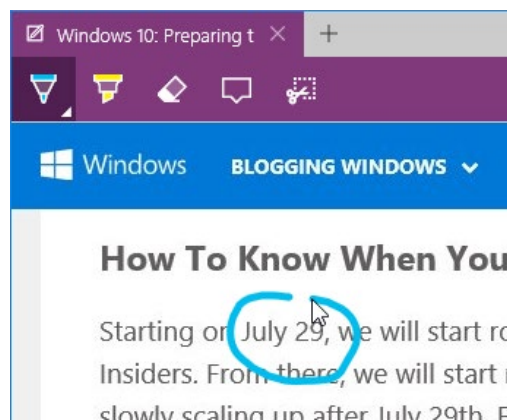 Windows 10: Preparing t
Windows
BLOGGING WINDOWS
How To Know When You
Starting on July 29, we will start ro
Insiders. From there, we will start
slowly scaling up after July 29th.